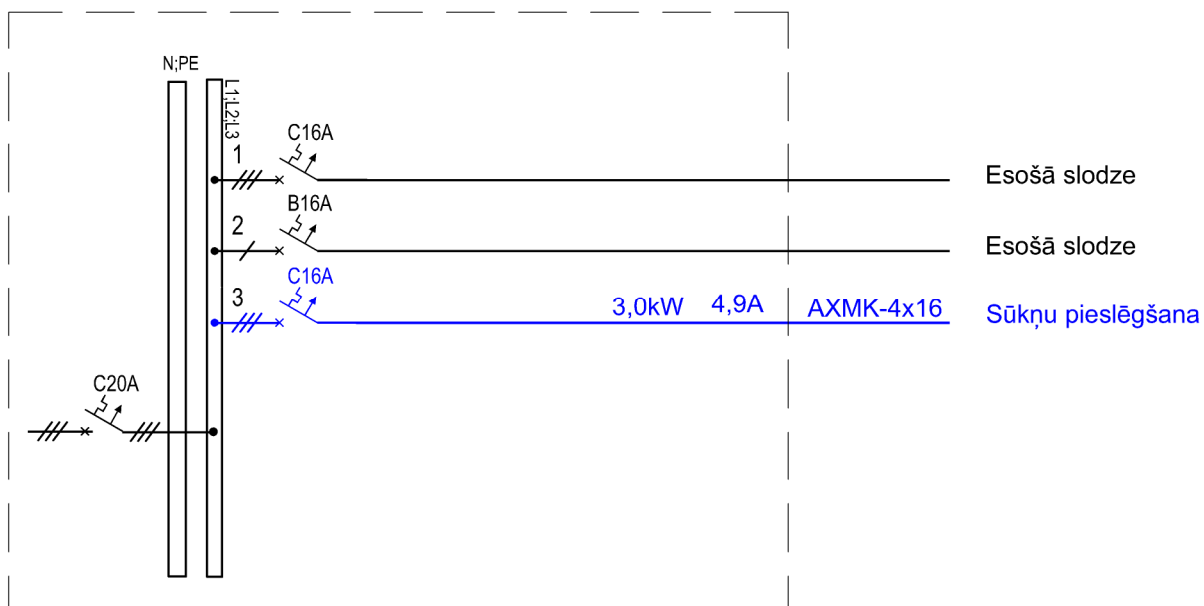 N;PE
L1;L2;L3
1
C16A
Esošā slodze
2
B16A
Esošā slodze
3
C16A
3,0kW
4,9A
AXMK-4x16
Sūkņu pieslēgšana
C20A